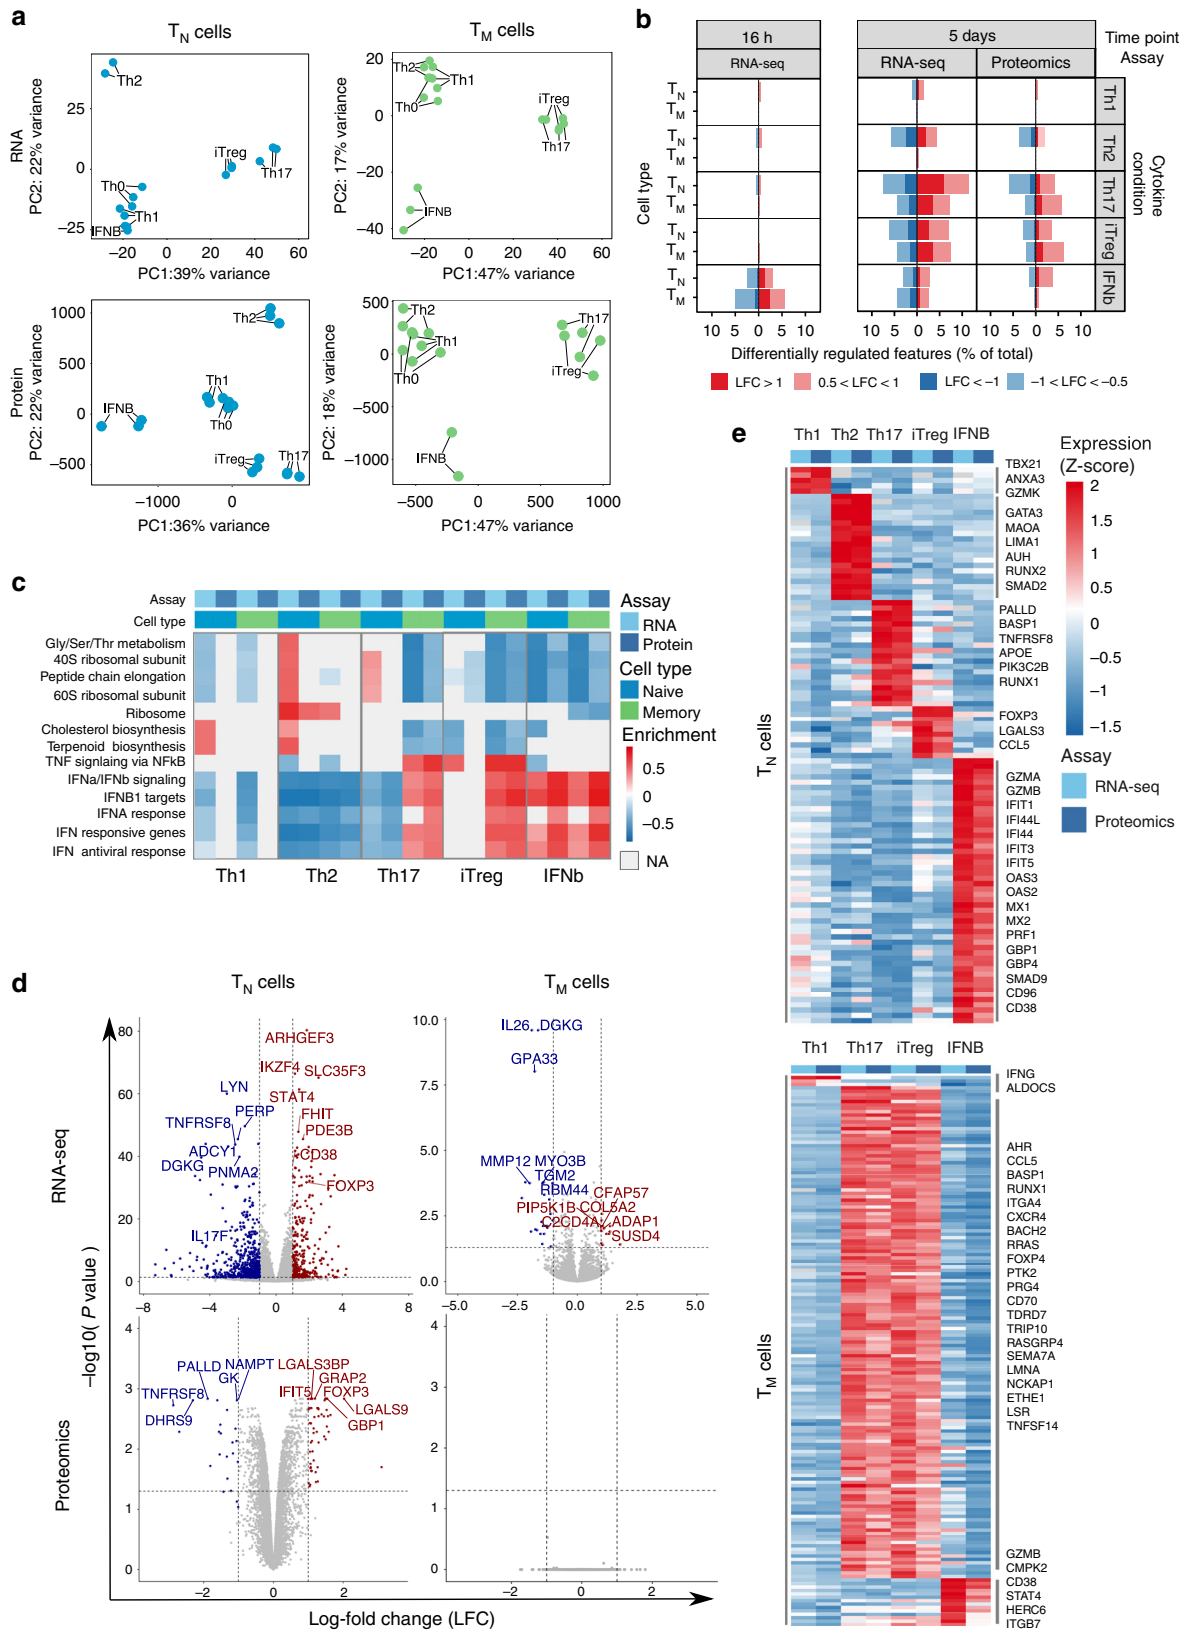 a
T_N cells
T_M cells
RNA
PC2: 22% variance
25
0
−25
Th2
iTreg
Th17
Th0
Th1
IFNB
−20 0 20 40 60
PC1:39% variance
PC2: 17% variance
20
0
−20
−40
Th2
Th1
Th0
iTreg
Th17
IFNB
−20 0 20 40 60
PC1:47% variance
Protein
PC2: 22% variance
1000
500
0
−500
Th2
Th1
IFNB
Th0
iTreg
Th17
−1000 0
PC1:36% variance
PC2: 18% variance
500
0
−500
−1000
Th2
Th17
Th1
Th0
iTreg
IFNB
−500 0 500 1000
PC1:47% variance
b
16 h
5 days
Time point
RNA-seq
RNA-seq
Proteomics
Assay
Cell type
T_N
T_M
T_N
T_M
T_N
T_M
T_N
T_M
T_N
T_M
Th1
Th2
Th17
iTreg
IFNb
Cytokine condition
10 5 0 5 10
10 5 0 5 10
10 5 0 5 10
Differentially regulated features (% of total)
LFC > 1
0.5 < LFC < 1
LFC < −1
−1 < LFC < −0.5
c
Assay
Cell type
Gly/Ser/Thr metabolism
40S ribosomal subunit
Peptide chain elongation
60S ribosomal subunit
Ribosome
Cholesterol biosynthesis
Terpenoid biosynthesis
TNF signlaing via NFkB
IFNa/IFNb signaling
IFNB1 targets
IFNA response
IFN responsive genes
IFN antiviral response
Th1 Th2 Th17 iTreg IFNb
Assay
RNA
Protein
Cell type
Naive
Memory
Enrichment
0.5
0
−0.5
NA
d
T_N cells
T_M cells
−log10( P value )
RNA-seq
80
60
40
20
0
ARHGEF3
IKZF4
SLC35F3
LYN
STAT4
PERP
FHIT
TNFRSF8
PDE3B
ADCY1
CD38
DGKG
PNMA2
FOXP3
IL17F
−8 −4 0 4 8
10.0
7.5
5.0
2.5
0.0
IL26
DGKG
GPA33
MMP12
MYO3B
TGM2
RBM44
CFAP57
PIP5K1B
COL5A2
C2CD4A
ADAP1
SUSD4
−5.0 −2.5 0.0 2.5 5.0
Proteomics
4
3
2
1
0
PALLD
NAMPT
LGALS3BP
GK
GRAP2
TNFRSF8
IFIT5
FOXP3
DHRS9
LGALS9
GBP1
−2 0 2
4
3
2
1
0
−2 0 2
Log-fold change (LFC)
e
Th1 Th2 Th17 iTreg IFNB
T_N cells
TBX21
ANXA3
GZMK
GATA3
MAOA
LIMA1
AUH
RUNX2
SMAD2
PALLD
BASP1
TNFRSF8
APOE
PIK3C2B
RUNX1
FOXP3
LGALS3
CCL5
GZMA
GZMB
IFIT1
IFI44L
IFI44
IFIT3
IFIT5
OAS3
OAS2
MX1
MX2
PRF1
GBP1
GBP4
SMAD9
CD96
CD38
Expression
(Z-score)
2
1.5
1
0.5
0
−0.5
−1
−1.5
Assay
RNA-seq
Proteomics
Th1 Th17 iTreg IFNB
T_M cells
IFNG
ALDOCS
AHR
CCL5
BASP1
RUNX1
ITGA4
CXCR4
BACH2
RRAS
FOXP4
PTK2
PRG4
CD70
TDRD7
TRIP10
RASGRP4
SEMA7A
LMNA
NCKAP1
ETHE1
LSR
TNFSF14
GZMB
CMPK2
CD38
STAT4
HERC6
ITGB7